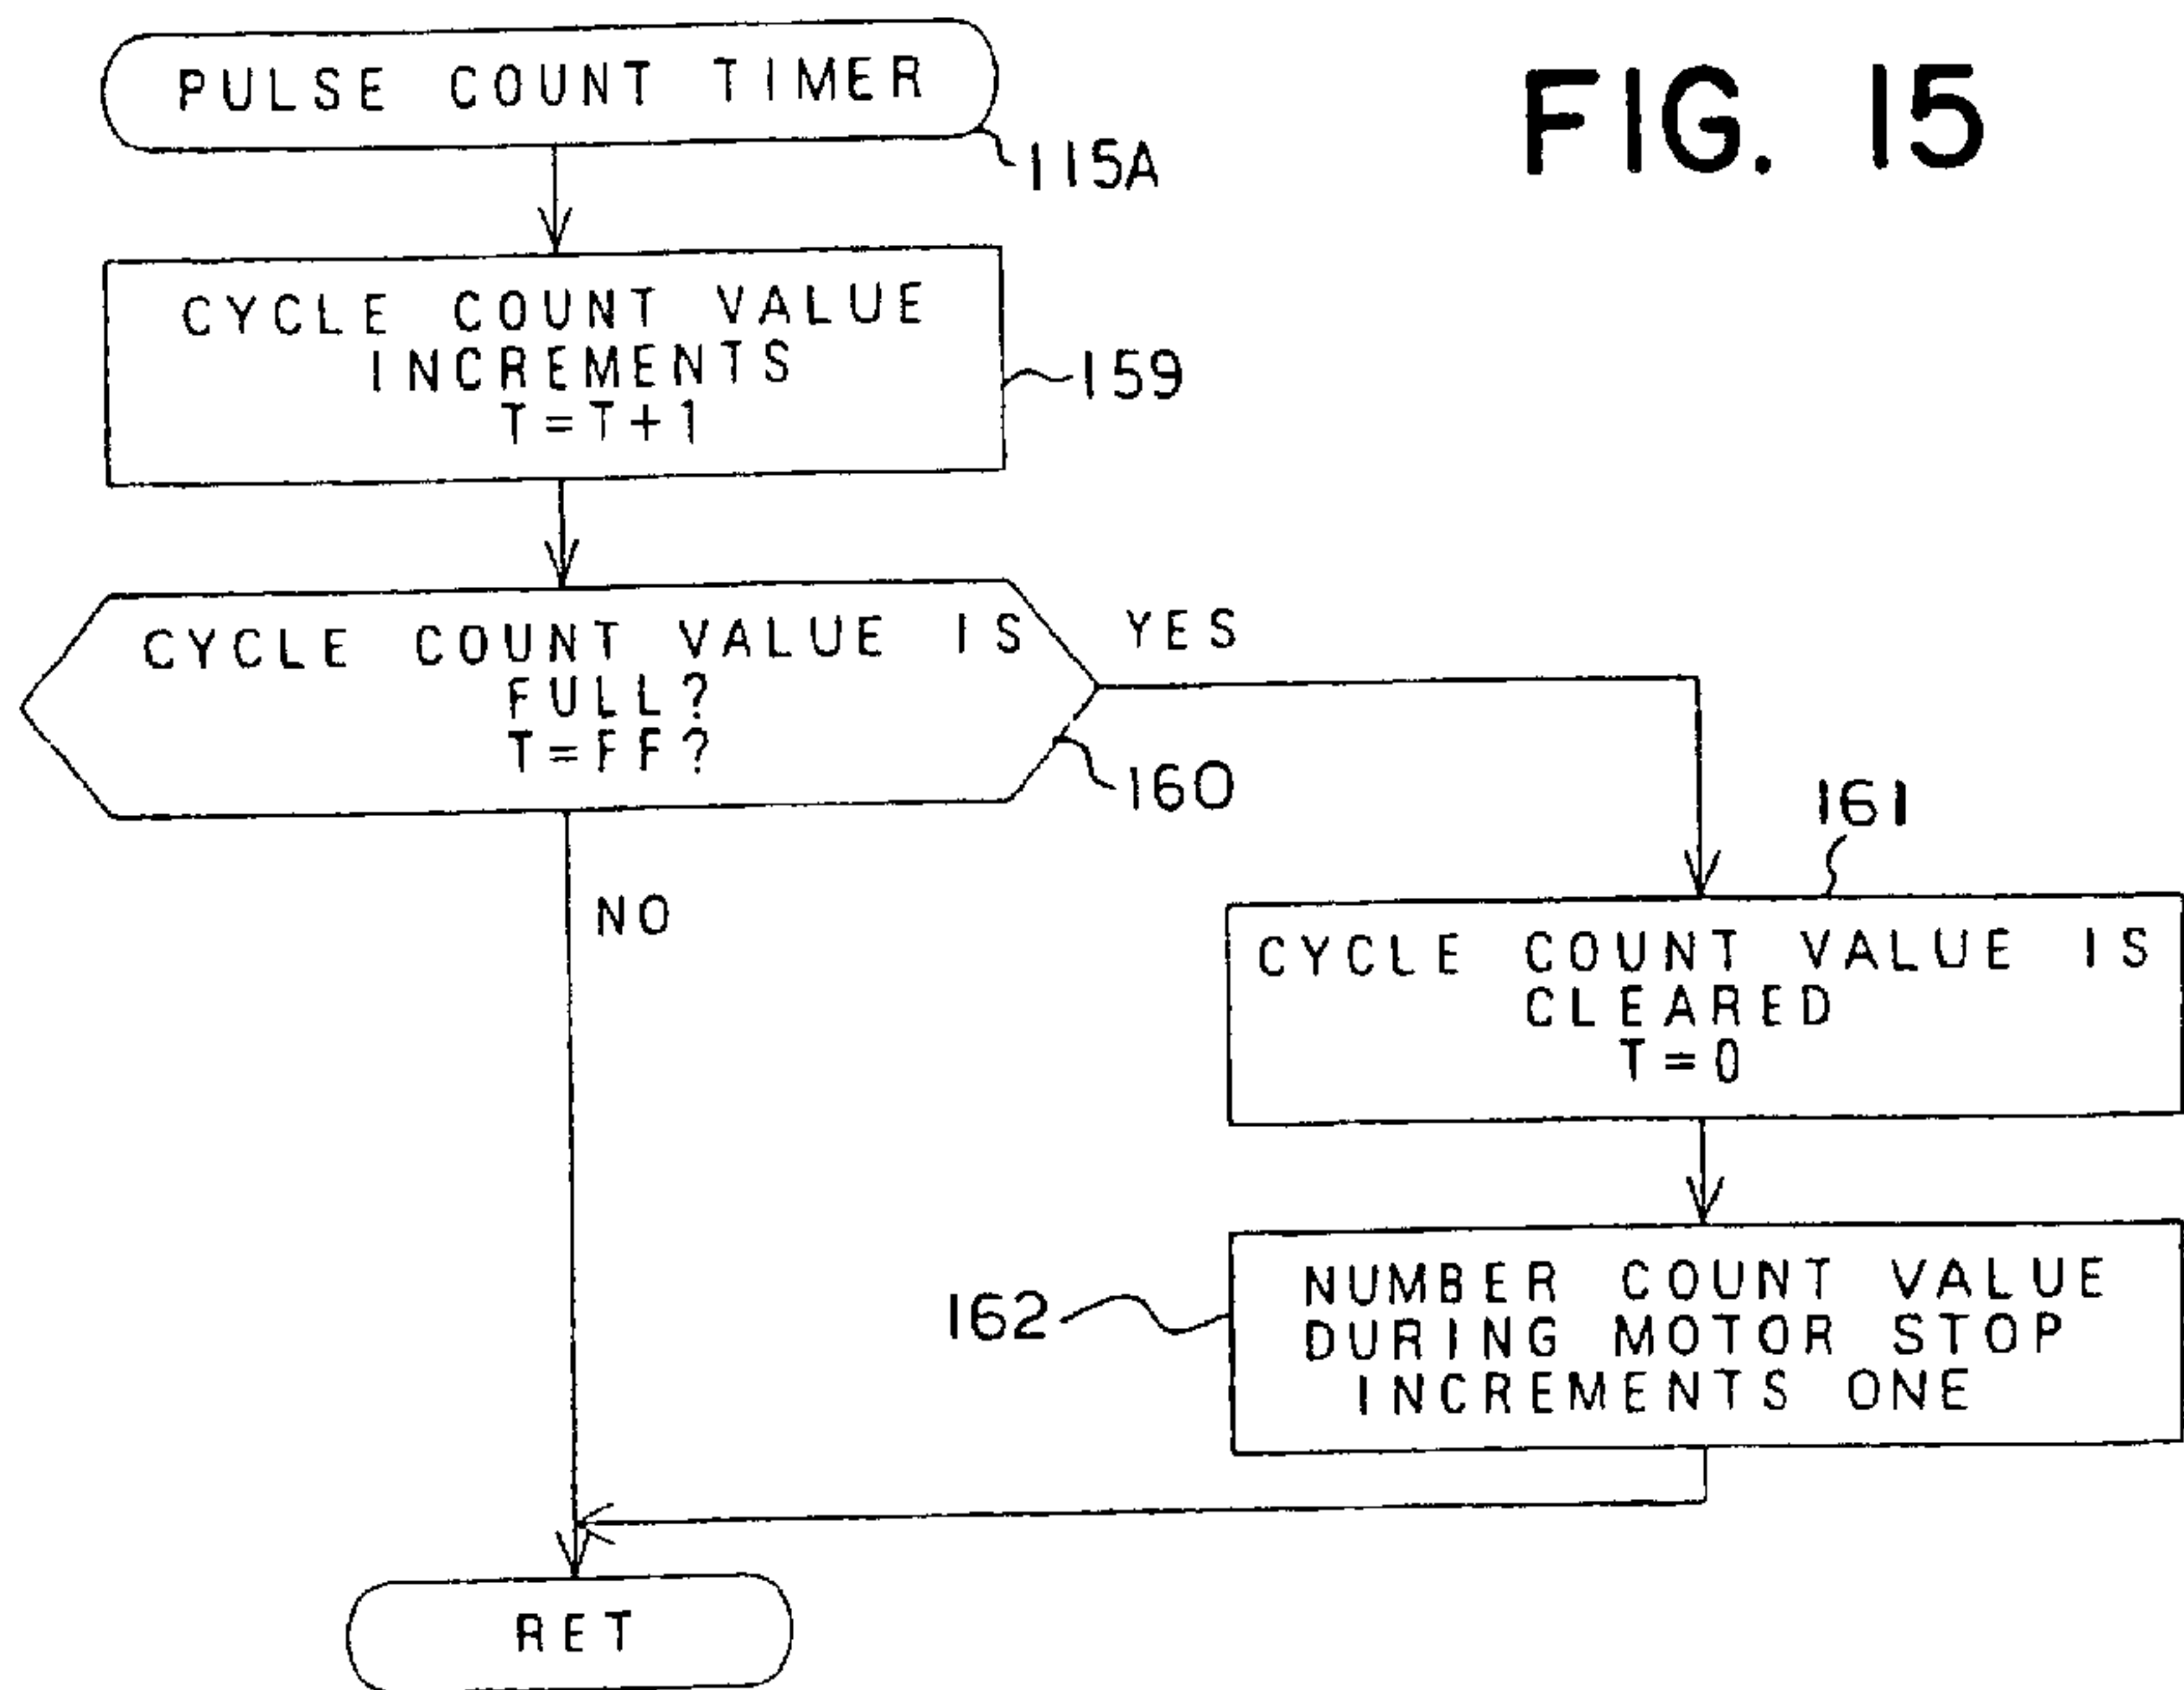 FIG. 15
PULSE COUNT TIMER
115A
CYCLE COUNT VALUE
INCREMENTS
T=T+1
159
CYCLE COUNT VALUE IS
FULL?
T=FF?
YES
160
NO
161
CYCLE COUNT VALUE IS
CLEARED
T=0
162
NUMBER COUNT VALUE
DURING MOTOR STOP
INCREMENTS ONE
RET